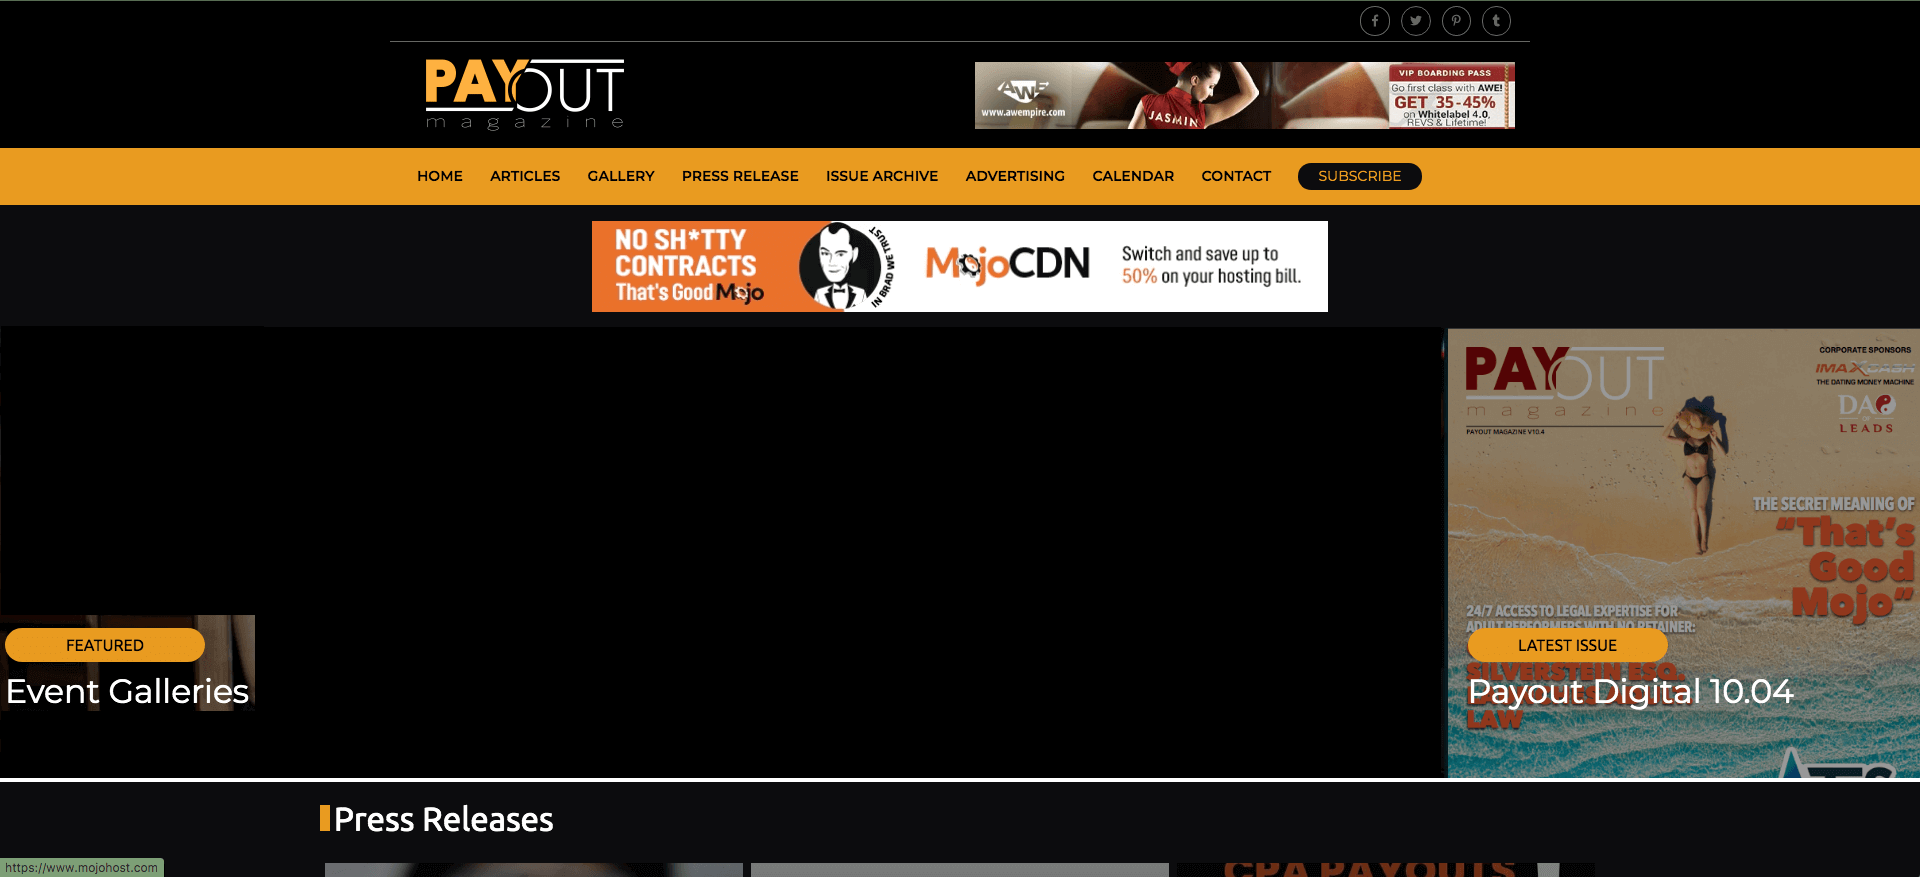 PAYOUT
magazine
AWE
www.awempire.com
JASMIN
VIP BOARDING PASS
Go first class with AWE!
GET 35-45%
on Whitelabel 4.0,
REVS & Lifetime!
HOME ARTICLES GALLERY PRESS RELEASE ISSUE ARCHIVE ADVERTISING CALENDAR CONTACT SUBSCRIBE
NO SH*TTY
CONTRACTS
That's Good Mojo
IN BRAD WE TRUST
MojoCDN
Switch and save up to
50% on your hosting bill.
PAYOUT
magazine
PAYOUT MAGAZINE V10.4
CORPORATE SPONSORS
IMAXCASH
THE DATING MONEY MACHINE
DAO
OF
LEADS
THE SECRET MEANING OF
"That's
Good
Mojo"
24/7 ACCESS TO LEGAL EXPERTISE FOR
ADULT PERFORMERS WITH NO RETAINER:
FEATURED
Event Galleries
LATEST ISSUE
SILVERSTEIN ESQ.
Payout Digital 10.04
LAW
Press Releases
CPA PAYOUTS
https://www.mojohost.com